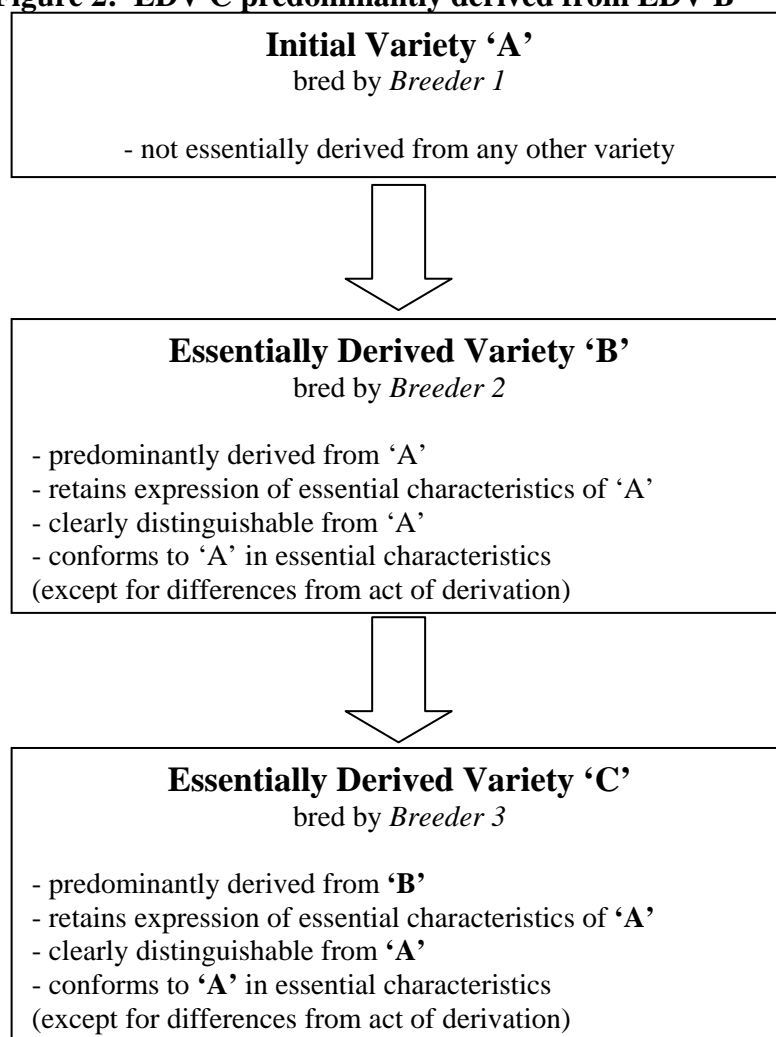 Figure 2: EDV C predominantly derived from EDV B
Initial Variety ‘A’
bred by Breeder 1
- not essentially derived from any other variety
Essentially Derived Variety ‘B’
bred by Breeder 2
- predominantly derived from ‘A’
- retains expression of essential characteristics of ‘A’
- clearly distinguishable from ‘A’
- conforms to ‘A’ in essential characteristics
(except for differences from act of derivation)
Essentially Derived Variety ‘C’
bred by Breeder 3
- predominantly derived from ‘B’
- retains expression of essential characteristics of ‘A’
- clearly distinguishable from ‘A’
- conforms to ‘A’ in essential characteristics
(except for differences from act of derivation)